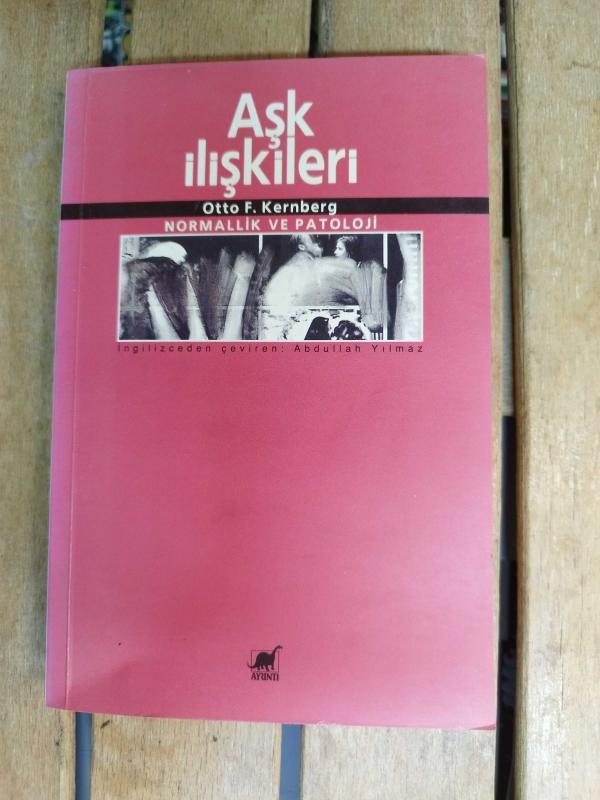 Aşk
ilişkileri
Otto F. Kernberg
NORMALLİK VE PATOLOJİ
İngilizceden çeviren: Abdullah Yılmaz
AYRINTI